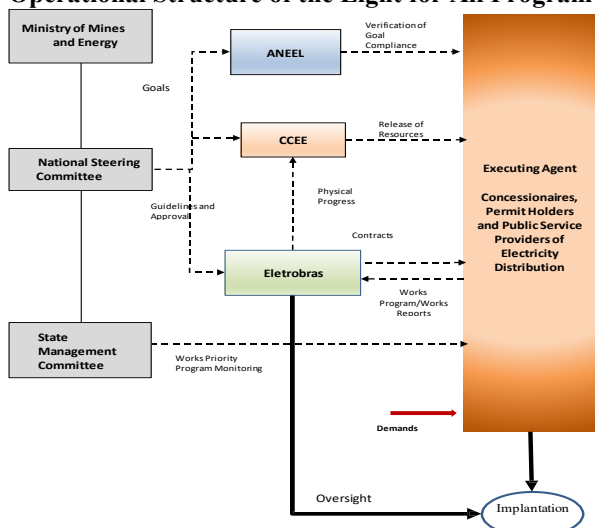 Operational Structure of the Light for All Program
Ministry of Mines
and Energy
ANEEL
Verification of
Goal
Compliance
Goals
CCEE
Release of
Resources
National Steering
Committee
Executing Agent
Concessionaires,
Permit Holders
and Public Service
Providers of
Electricity
Distribution
Guidelines and
Approval
Physical
Progress
Contracts
Eletrobras
Works
Program/Works
Reports
State
Management
Committee
Works Priority
Program Monitoring
Demands
Oversight
Implantation